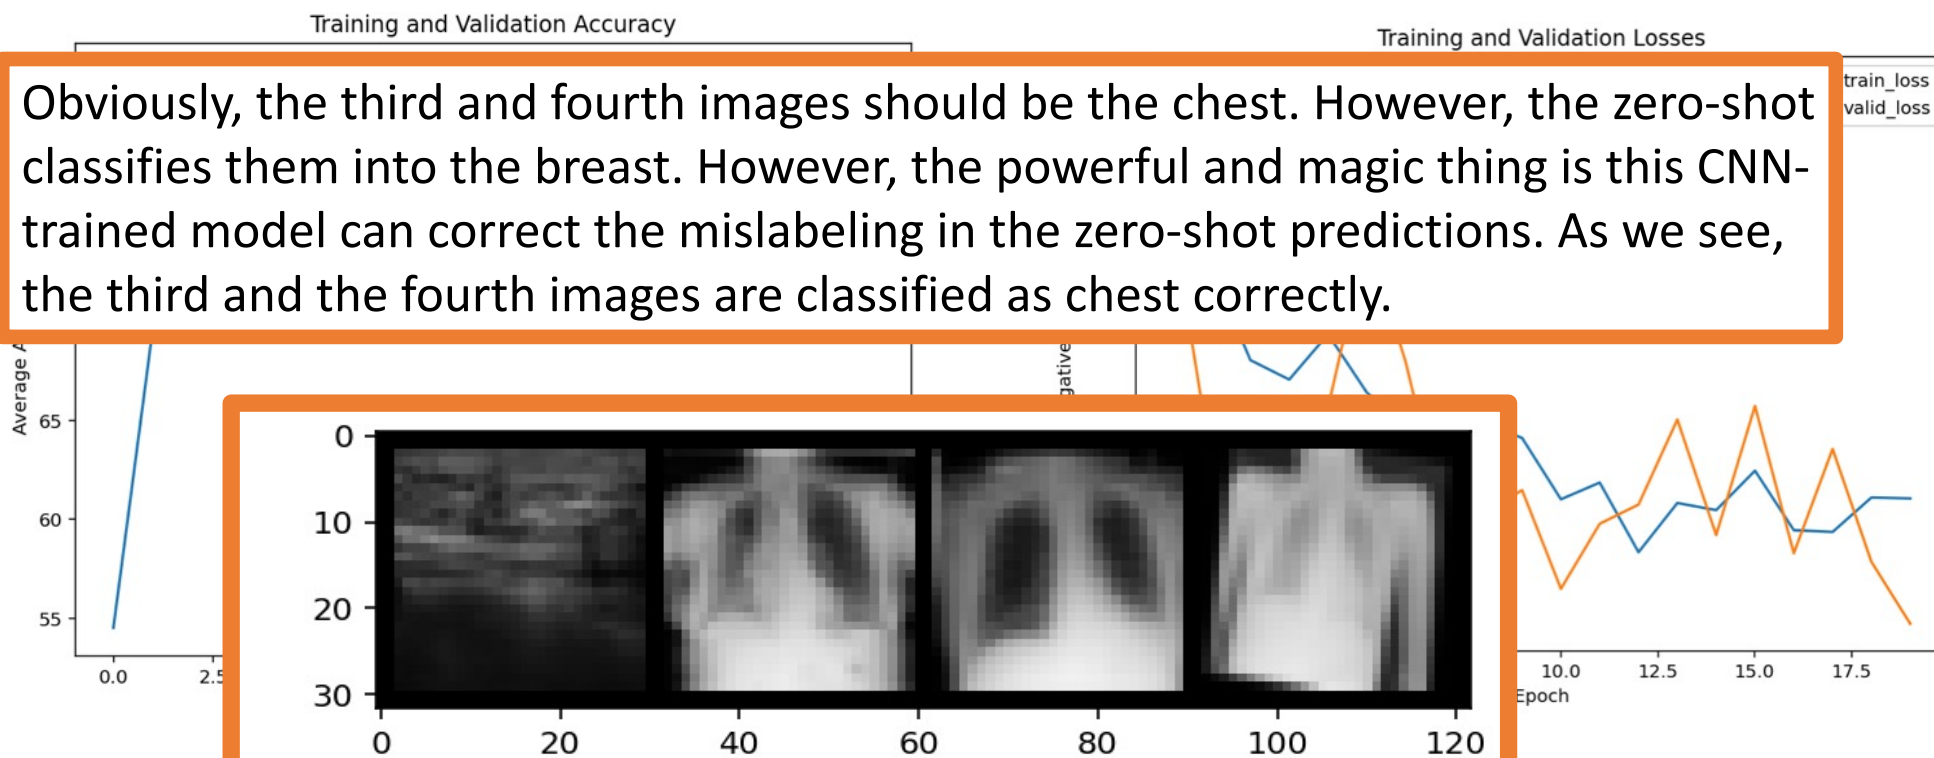 Training and Validation Accuracy
Training and Validation Losses
train_loss
valid_loss
Obviously, the third and fourth images should be the chest. However, the zero-shot
classifies them into the breast. However, the powerful and magic thing is this CNN-
trained model can correct the mislabeling in the zero-shot predictions. As we see,
the third and the fourth images are classified as chest correctly.
Average
65
60
55
0.0
0
10
20
30
0 20 40 60 80 100 120
10.0 12.5 15.0 17.5
Epoch